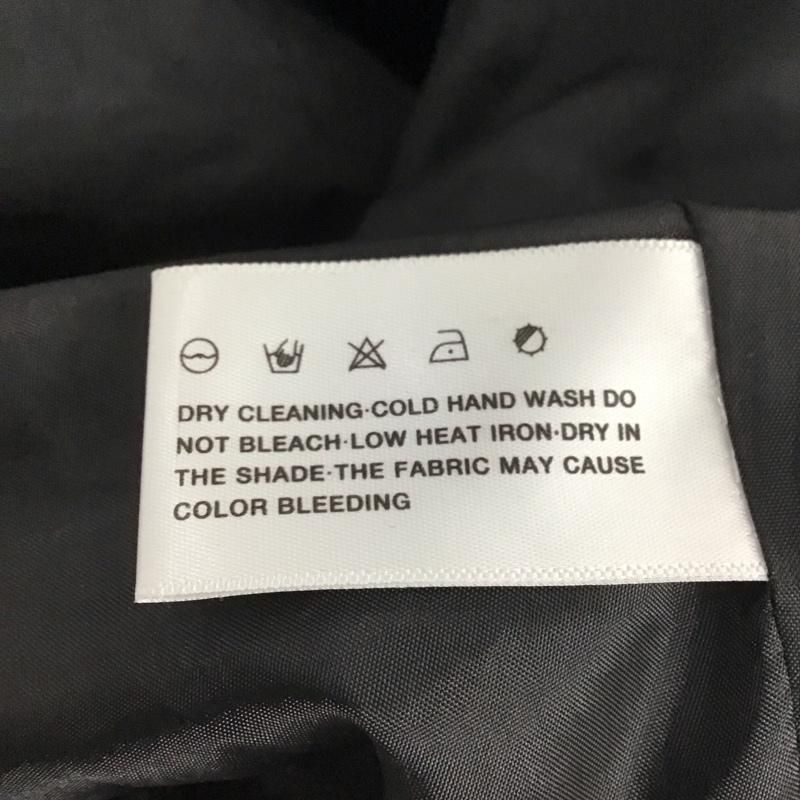 DRY CLEANING·COLD HAND WASH DO
NOT BLEACH·LOW HEAT IRON·DRY IN
THE SHADE·THE FABRIC MAY CAUSE
COLOR BLEEDING